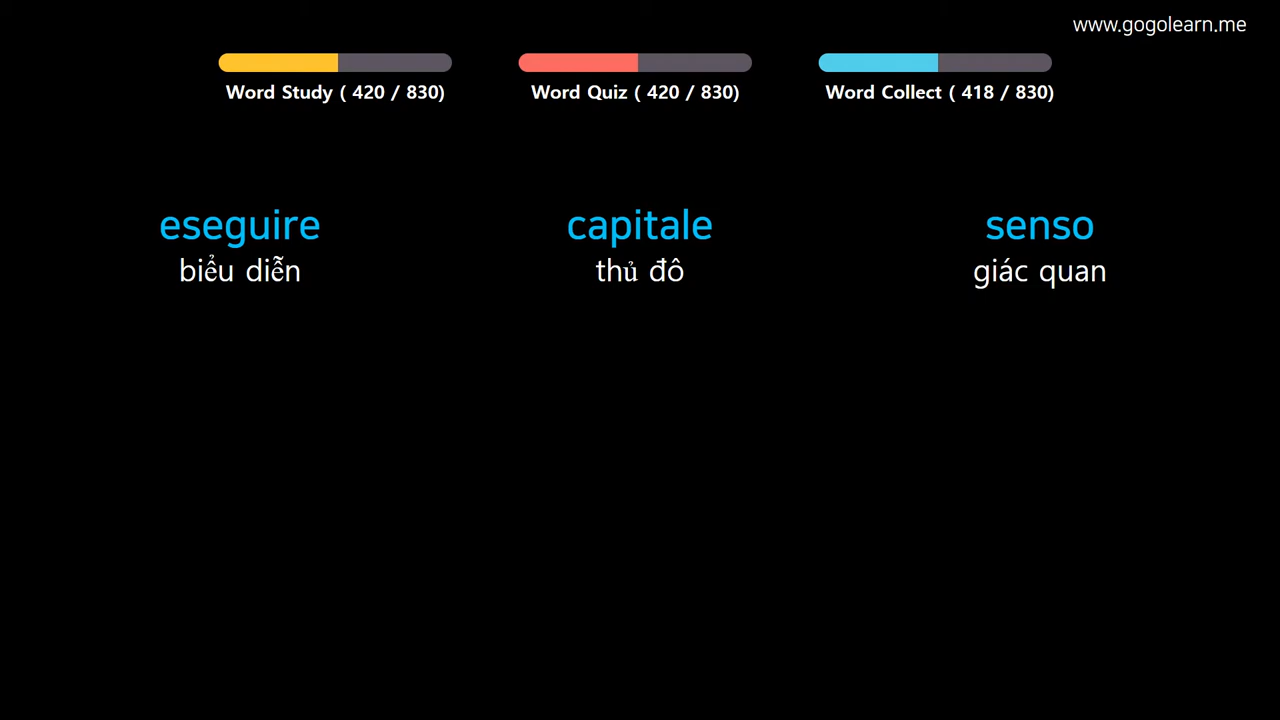 www.gogolearn.me
Word Study ( 420 / 830)
Word Quiz ( 420 / 830)
Word Collect ( 418 / 830)
eseguire
biểu diễn
capitale
thủ đô
senso
giác quan